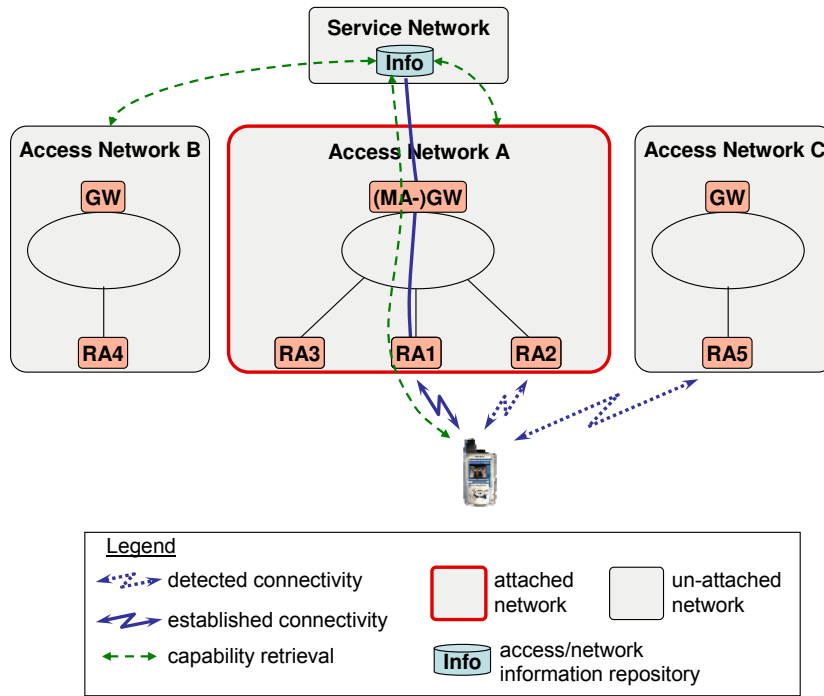 Service Network
Info
Access Network B
Access Network A
Access Network C
GW
(MA-)GW
GW
RA4
RA3
RA1
RA2
RA5
Legend
detected connectivity
established connectivity
capability retrieval
attached
network
un-attached
network
Info
access/network
information repository